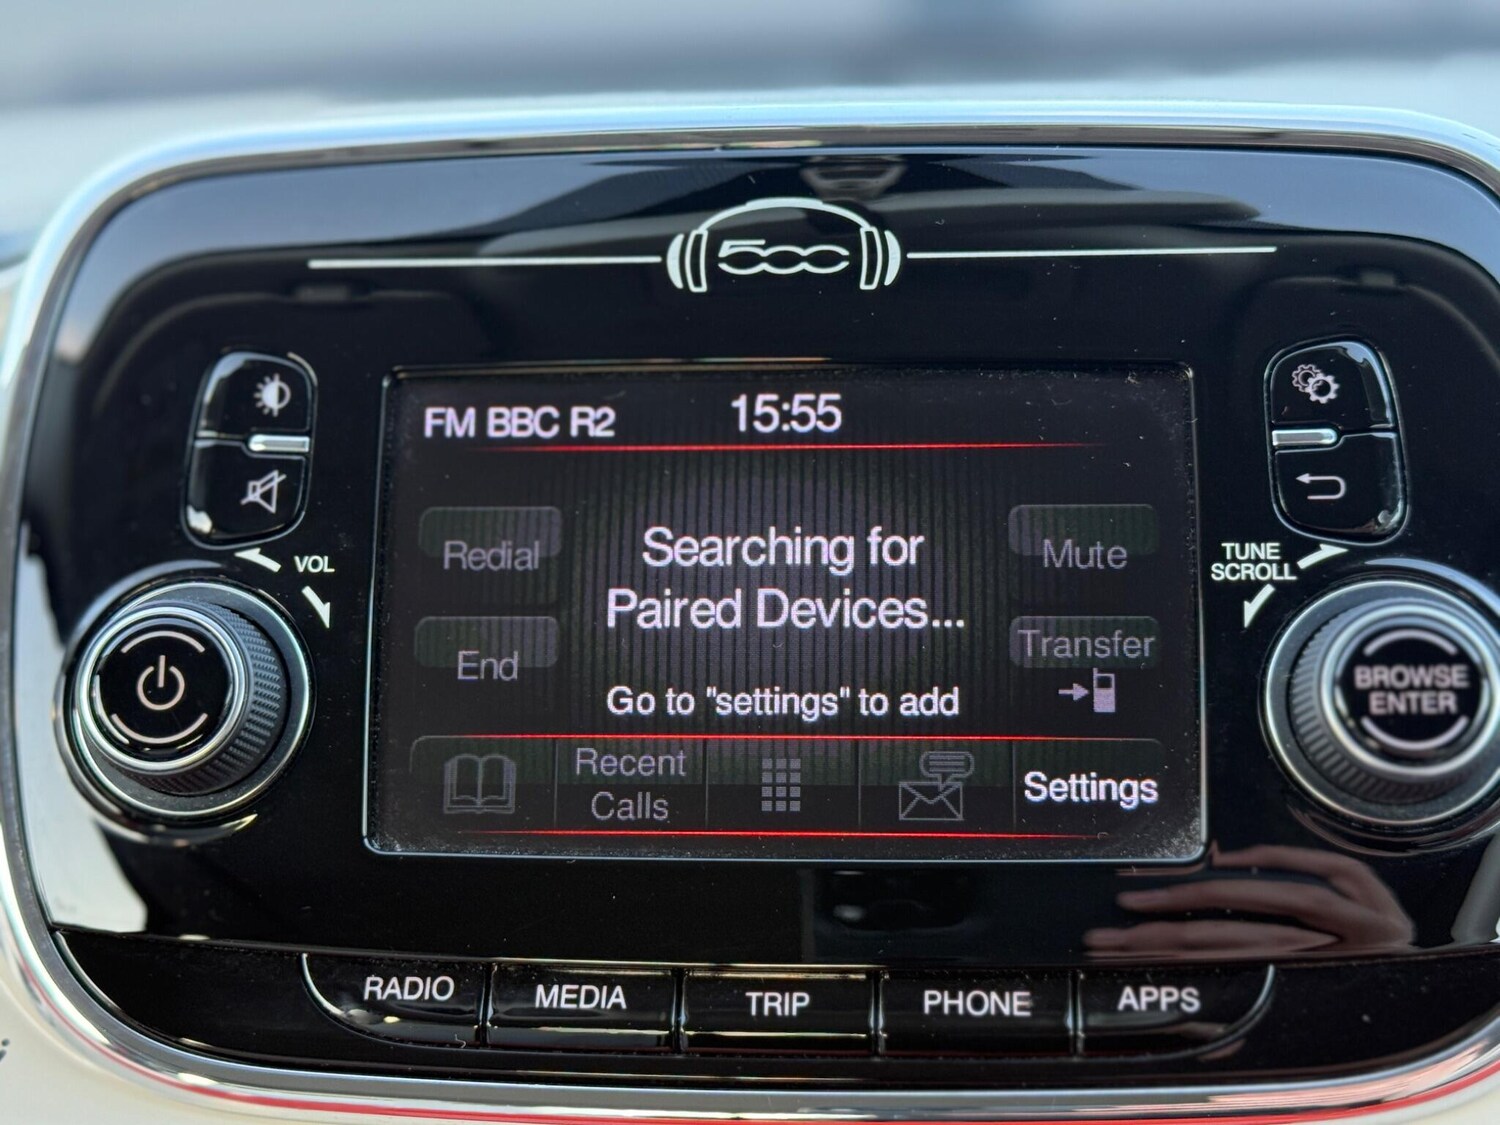 500
FM BBC R2
15:55
VOL
TUNE
SCROLL
Redial
Searching for
Paired Devices...
Mute
End
Transfer
Go to "settings" to add
BROWSE
ENTER
Recent
Calls
Settings
RADIO
MEDIA
TRIP
PHONE
APPS